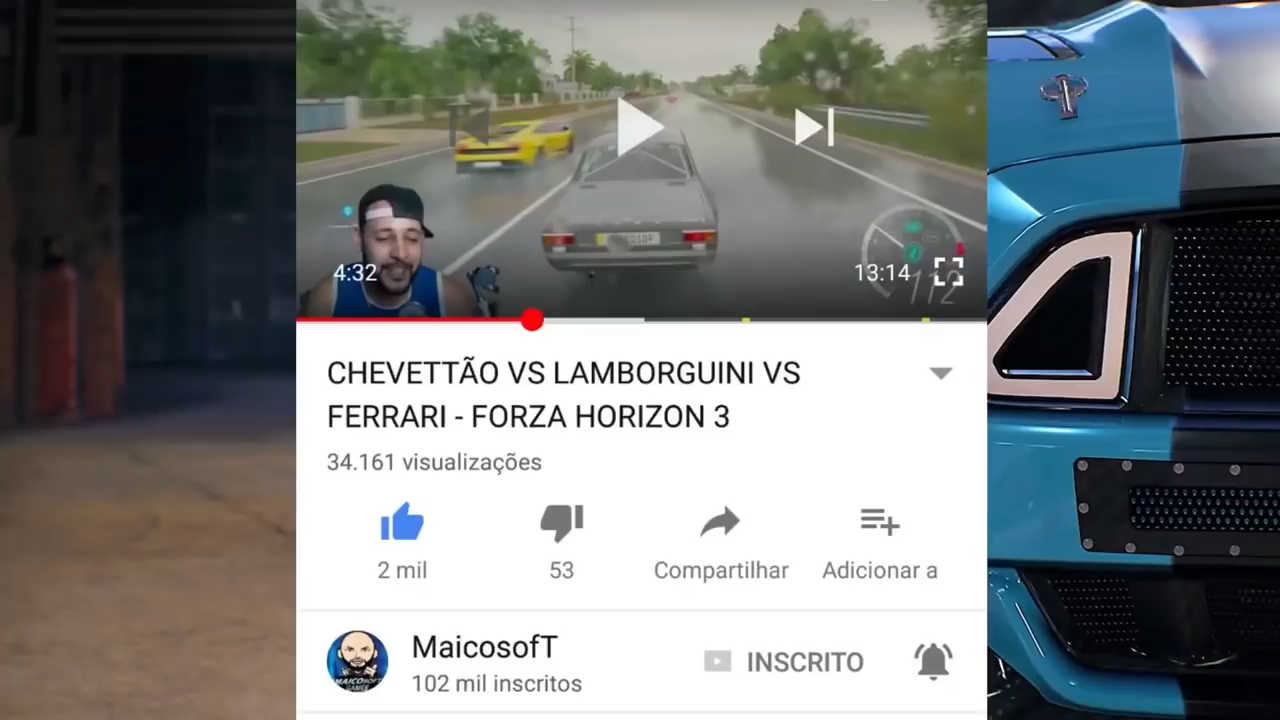 4:32
13:14
CHEVETTÃO VS LAMBORGUINI VS
FERRARI - FORZA HORIZON 3
34.161 visualizações
2 mil
53
Compartilhar
Adicionar a
MaicosofT
102 mil inscritos
INSCRITO